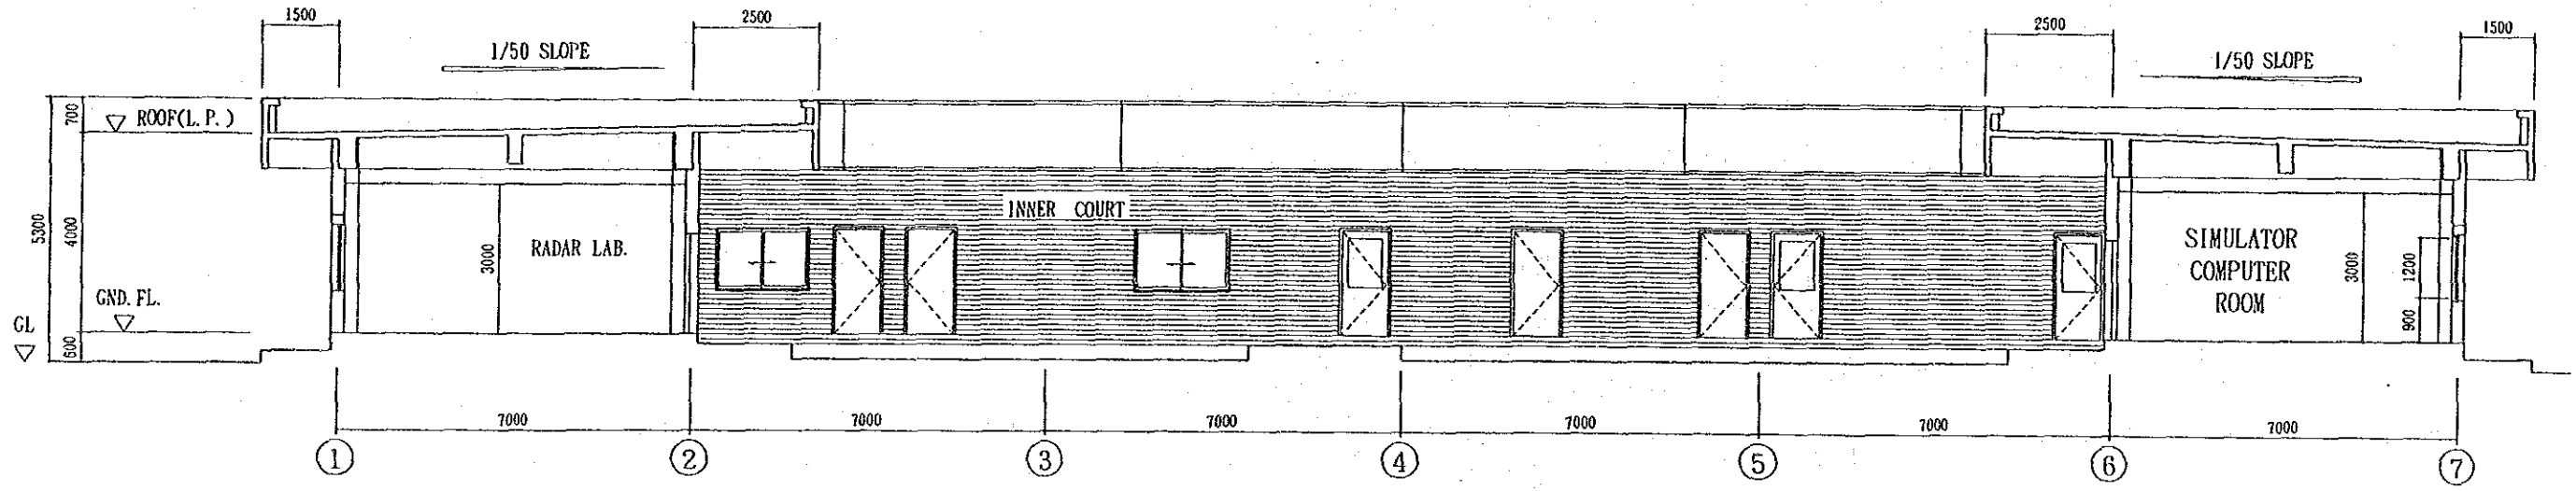 1500
2500
2500
1500
1/50 SLOPE
1/50 SLOPE
700
ROOF(L.P.)
INNER COURT
5300
4000
3000
RADAR LAB.
SIMULATOR
COMPUTER
ROOM
3000
1200
900
GND.FL.
GL
600
7000
7000
7000
7000
7000
7000
1
2
3
4
5
6
7